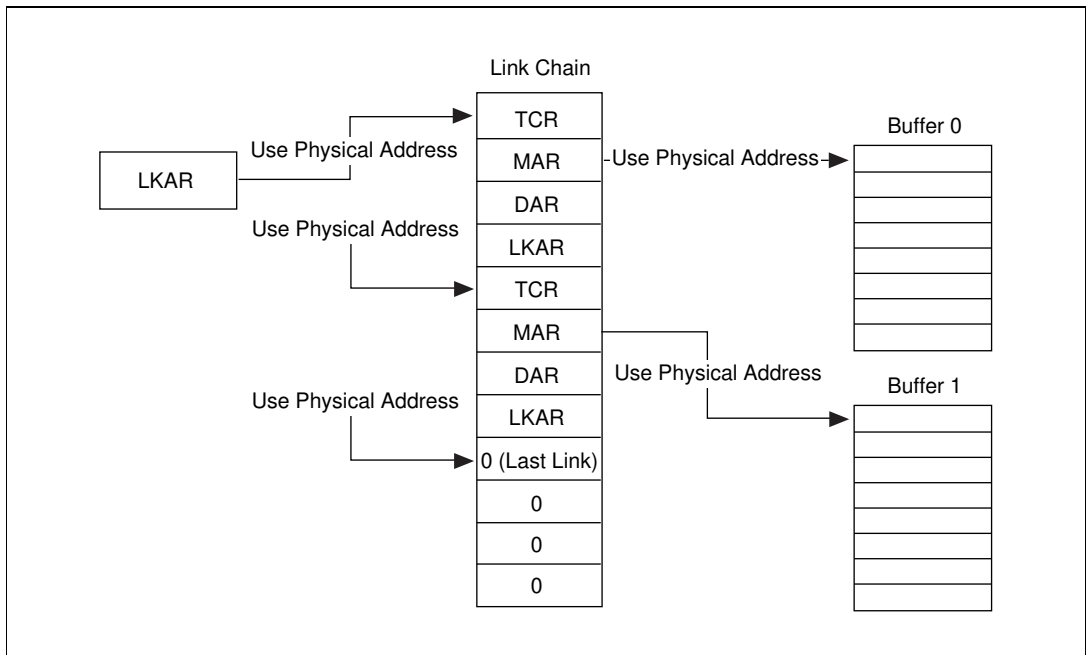 Link Chain
LKAR
Use Physical Address
Use Physical Address
Use Physical Address
TCR
MAR
DAR
LKAR
TCR
MAR
DAR
LKAR
0 (Last Link)
0
0
0
Use Physical Address
Use Physical Address
Buffer 0
Buffer 1